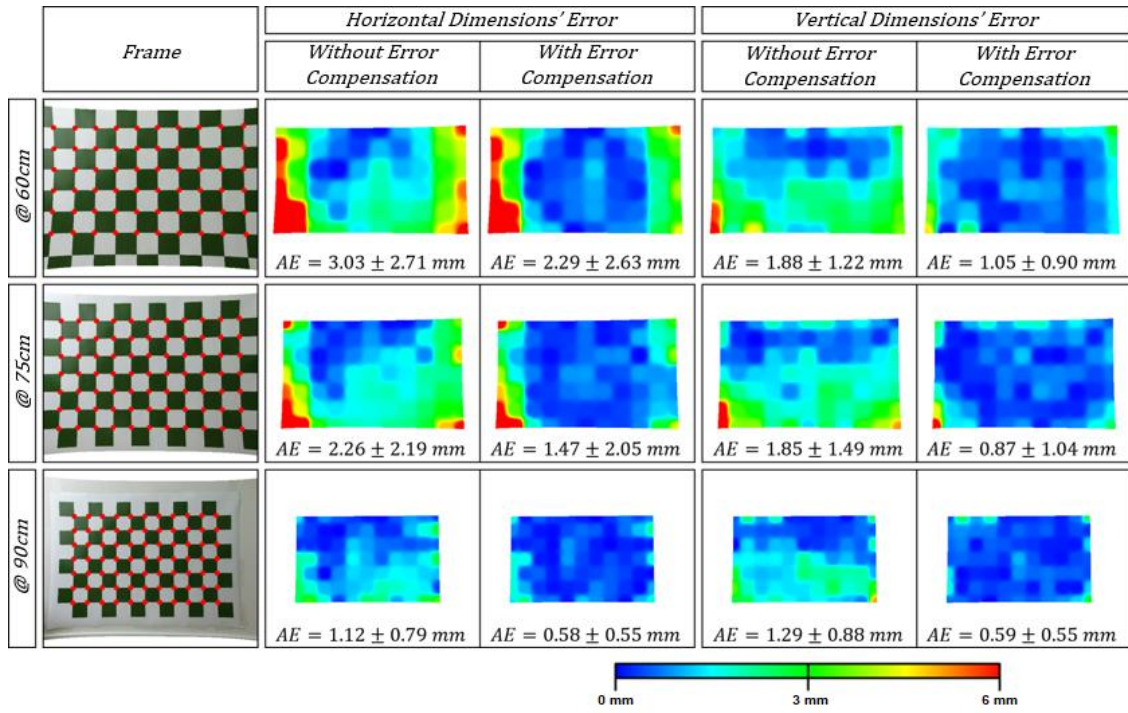 Horizontal Dimensions' Error
Vertical Dimensions' Error
Frame
Without Error
Compensation
With Error
Compensation
Without Error
Compensation
With Error
Compensation
@ 60cm
AE = 3.03 ± 2.71 mm
AE = 2.29 ± 2.63 mm
AE = 1.88 ± 1.22 mm
AE = 1.05 ± 0.90 mm
@ 75cm
AE = 2.26 ± 2.19 mm
AE = 1.47 ± 2.05 mm
AE = 1.85 ± 1.49 mm
AE = 0.87 ± 1.04 mm
@ 90cm
AE = 1.12 ± 0.79 mm
AE = 0.58 ± 0.55 mm
AE = 1.29 ± 0.88 mm
AE = 0.59 ± 0.55 mm
0 mm
3 mm
6 mm